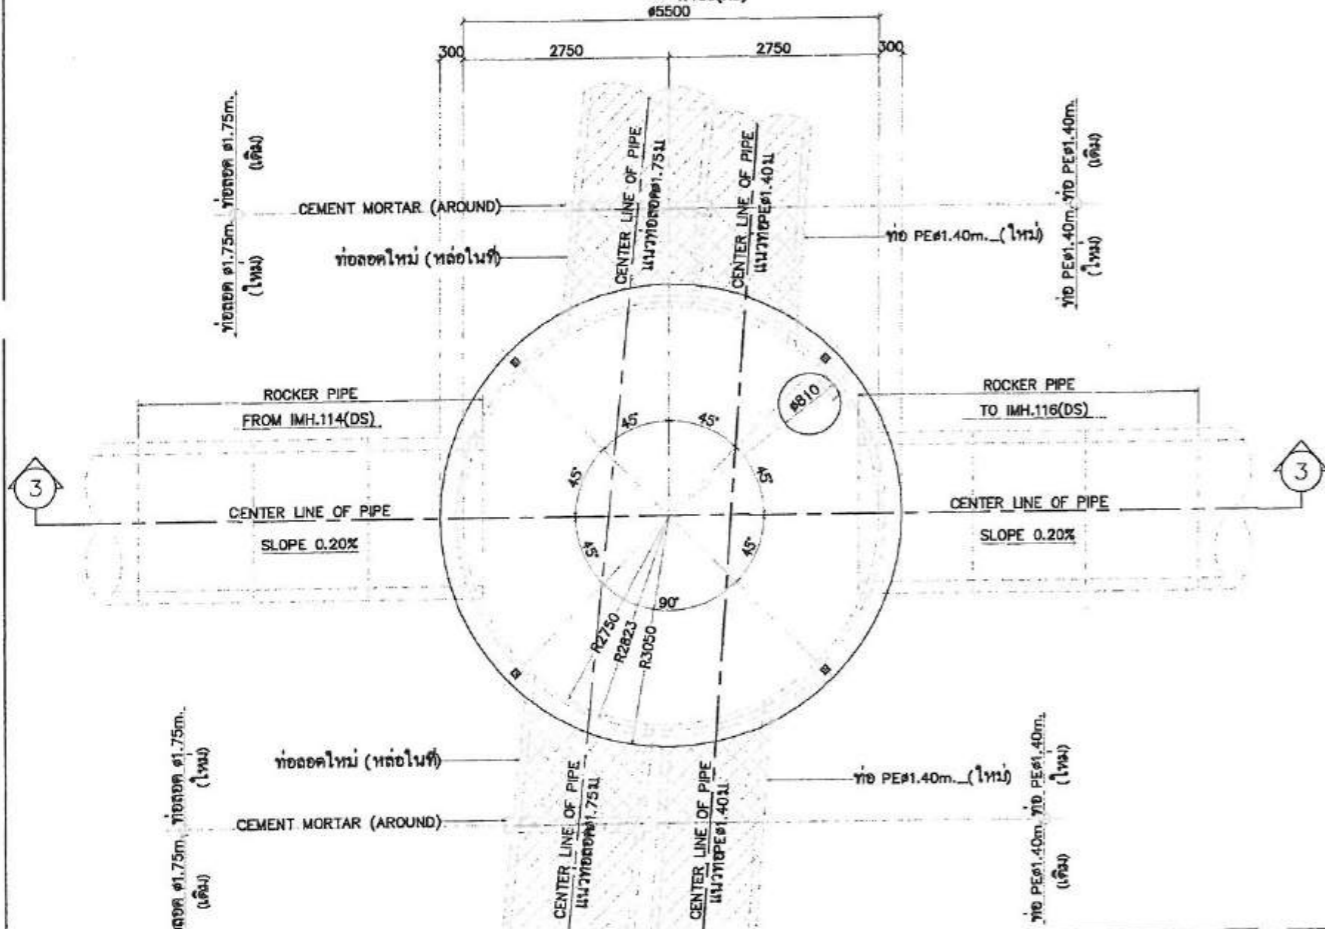 ø5500
300
2750
2750
300
ท่อลอด ø1.75m. ท่อลอด ø1.75m.
(ใหม่) (เดิม)
CENTER LINE OF PIPE
แนวท่อลอดø1.75ม
CENTER LINE OF PIPE
แนวท่อPEø1.40ม
ท่อ PEø1.40m. ท่อ PEø1.40m.
(ใหม่) (เดิม)
CEMENT MORTAR (AROUND)
ท่อลอดใหม่ (หล่อในที่)
ท่อ PEø1.40m._(ใหม่)
ROCKER PIPE
FROM IMH.114(DS)
ø810
ROCKER PIPE
TO IMH.116(DS)
45°
45°
45°
45°
3
3
CENTER LINE OF PIPE
SLOPE 0.20%
CENTER LINE OF PIPE
SLOPE 0.20%
45°
45°
90°
R2750
R2823
R3050
ท่อลอดใหม่ (หล่อในที่)
ท่อ PEø1.40m._(ใหม่)
CEMENT MORTAR (AROUND)
ø1.75m. ท่อลอด ø1.75m.
(เดิม) (ใหม่)
CENTER LINE OF PIPE
แนวท่อลอดø1.75ม
CENTER LINE OF PIPE
แนวท่อPEø1.40ม
ท่อ PEø1.40m. ท่อ PEø1.40m.
(เดิม) (ใหม่)